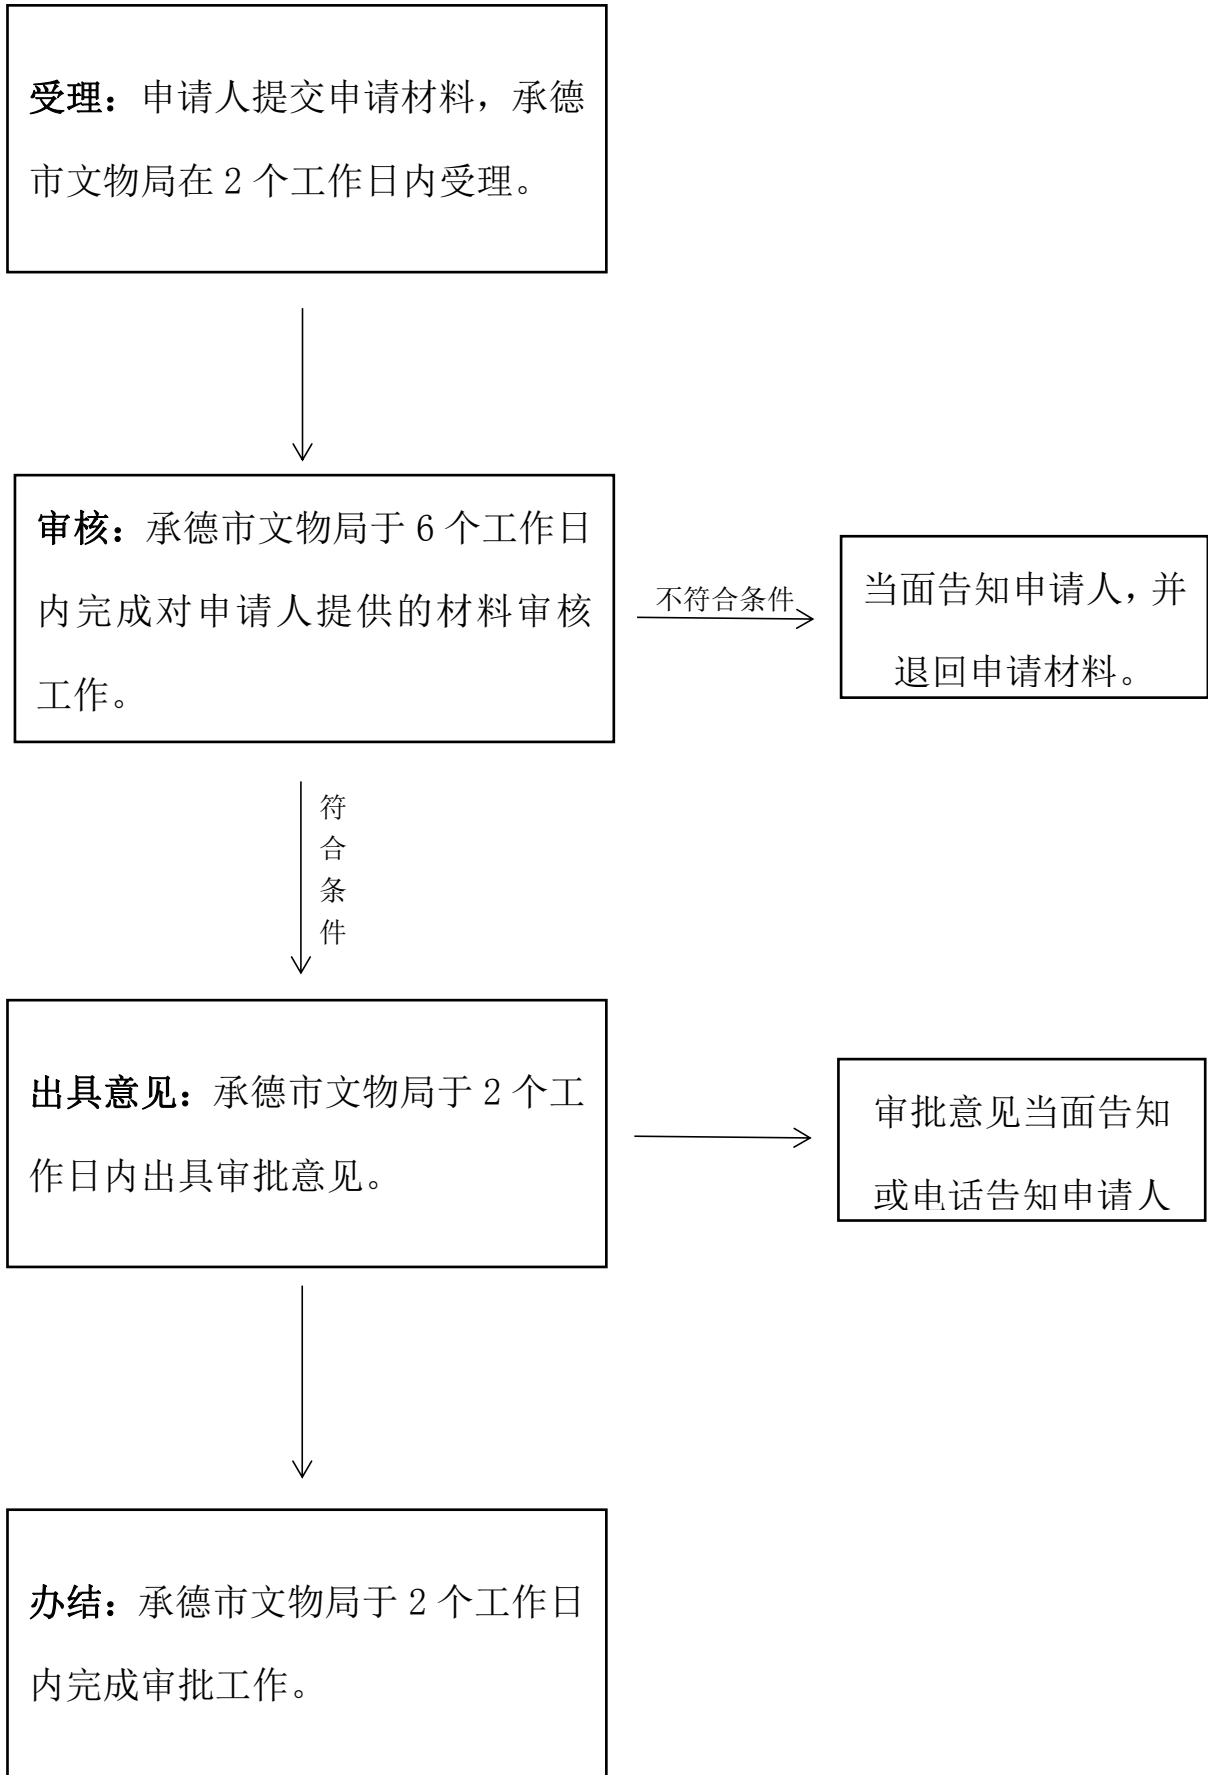 受理：申请人提交申请材料，承德
市文物局在 2 个工作日内受理。
审核：承德市文物局于 6 个工作日
内完成对申请人提供的材料审核
工作。
不符合条件
当面告知申请人，并
退回申请材料。
符
合
条
件
出具意见：承德市文物局于 2 个工
作日内出具审批意见。
审批意见当面告知
或电话告知申请人
办结：承德市文物局于 2 个工作日
内完成审批工作。